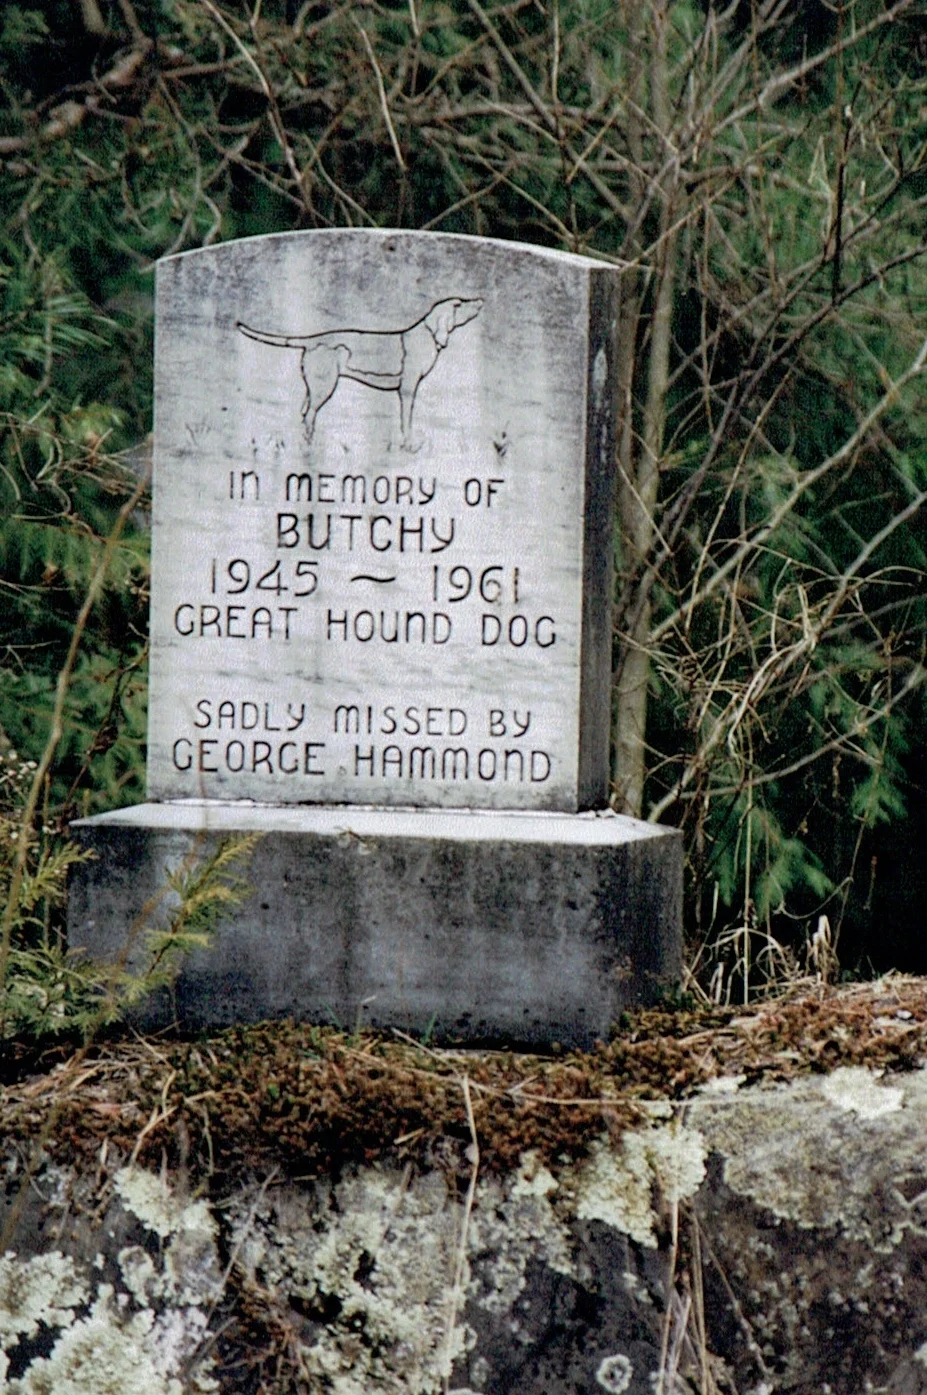 IN MEMORY OF
BUTCHY
1945 ~ 1961
GREAT HOUND DOG
SADLY MISSED BY
GEORGE HAMMOND